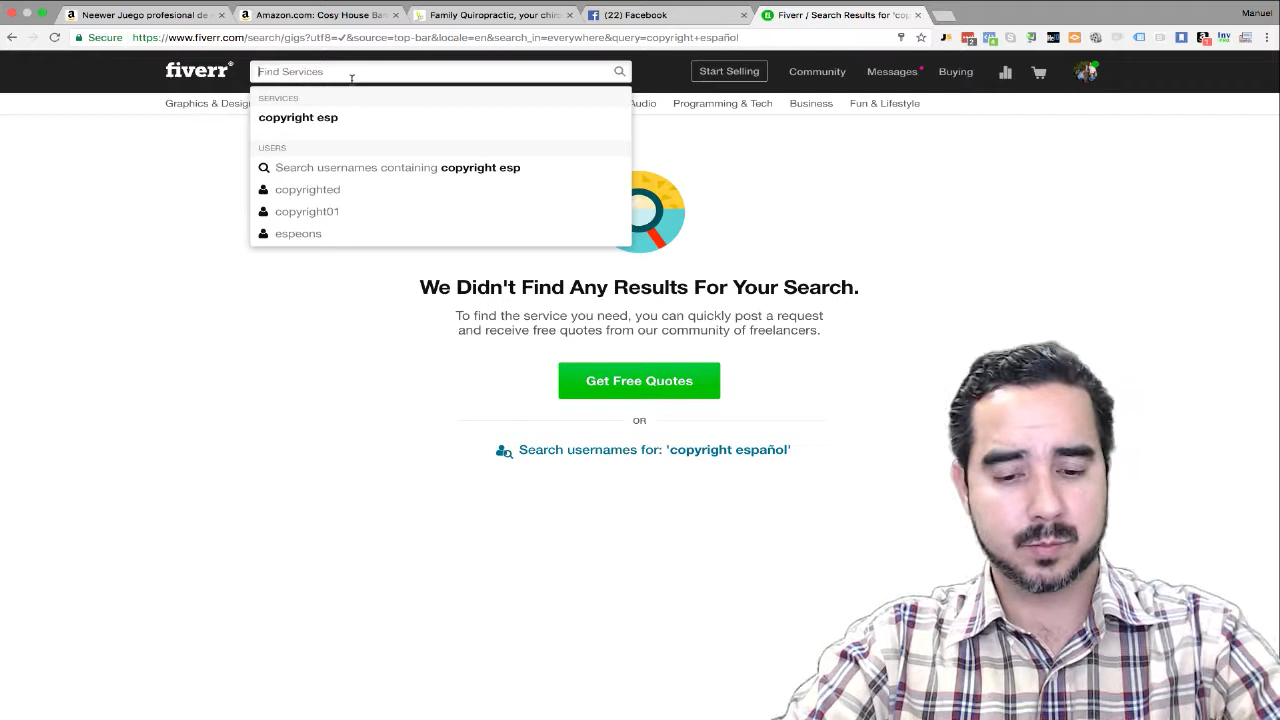 Neewer Juego profesional de
Amazon.com: Cosy House Bam
Family Quiropractic, your chiro
(22) Facebook
Fiverr / Search Results for 'cop
Manuel
Secure https://www.fiverr.com/search/gigs?utf8=✓&source=top-bar&locale=en&search_in=everywhere&query=copyright+español
fiverr
Find Services
Start Selling
Community
Messages
Buying
Graphics & Design
Audio
Programming & Tech
Business
Fun & Lifestyle
SERVICES
copyright esp
USERS
Search usernames containing copyright esp
copyrighted
copyright01
espeons
We Didn't Find Any Results For Your Search.
To find the service you need, you can quickly post a request
and receive free quotes from our community of freelancers.
Get Free Quotes
OR
Search usernames for: 'copyright español'